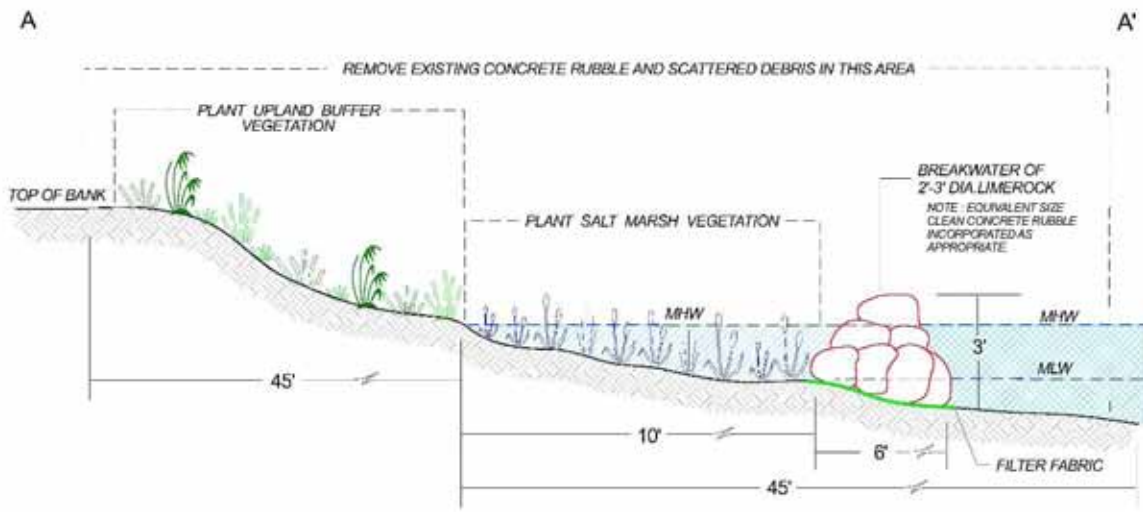 A
A'
REMOVE EXISTING CONCRETE RUBBLE AND SCATTERED DEBRIS IN THIS AREA
PLANT UPLAND BUFFER
VEGETATION
TOP OF BANK
BREAKWATER OF
2'-3' DIA.LIMEROCK
NOTE : EQUIVALENT SIZE
CLEAN CONCRETE RUBBLE
INCORPORATED AS
APPROPRIATE.
PLANT SALT MARSH VEGETATION
MHW
MHW
3'
MLW
45'
10'
6'
FILTER FABRIC
45'